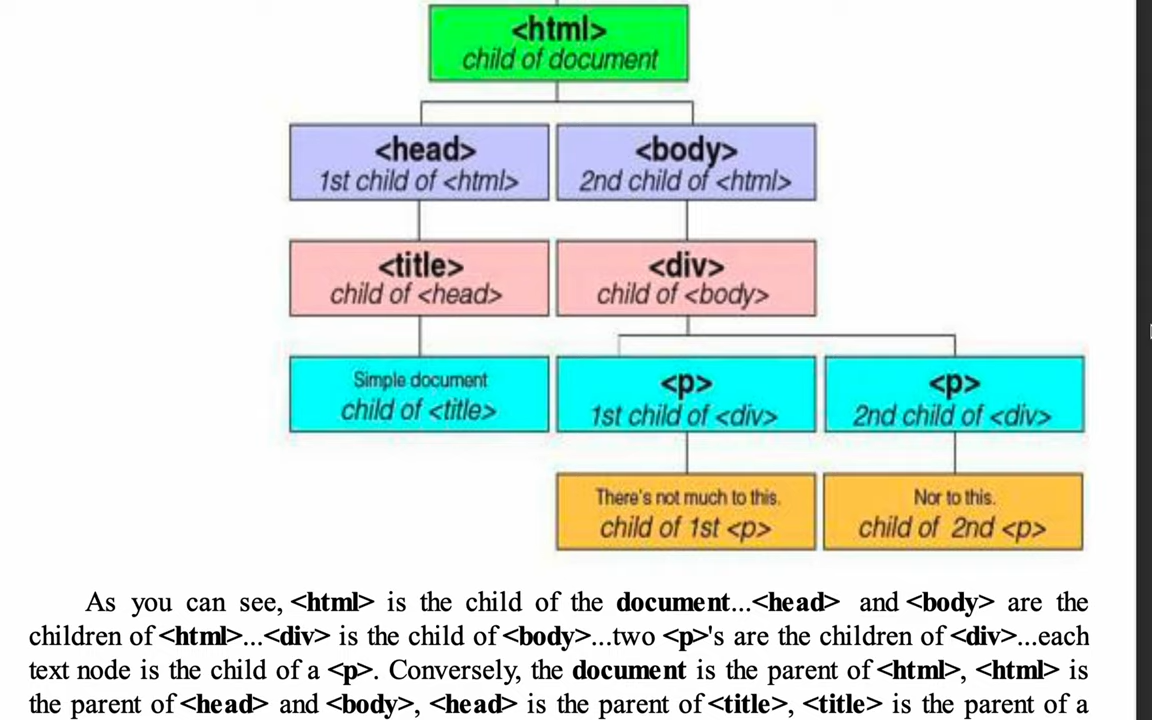 <html>
child of document
<head> <body>
1st child of <html> 2nd child of <html>
<title> <div>
child of <head> child of <body>
Simple document <p> <p>
child of <title> 1st child of <div> 2nd child of <div>
There's not much to this. Nor to this.
child of 1st <p> child of 2nd <p>
As you can see, <html> is the child of the document...<head> and <body> are the
children of <html>...<div> is the child of <body>...two <p>'s are the children of <div>...each
text node is the child of a <p>. Conversely, the document is the parent of <html>, <html> is
the parent of <head> and <body>, <head> is the parent of <title>, <title> is the parent of a